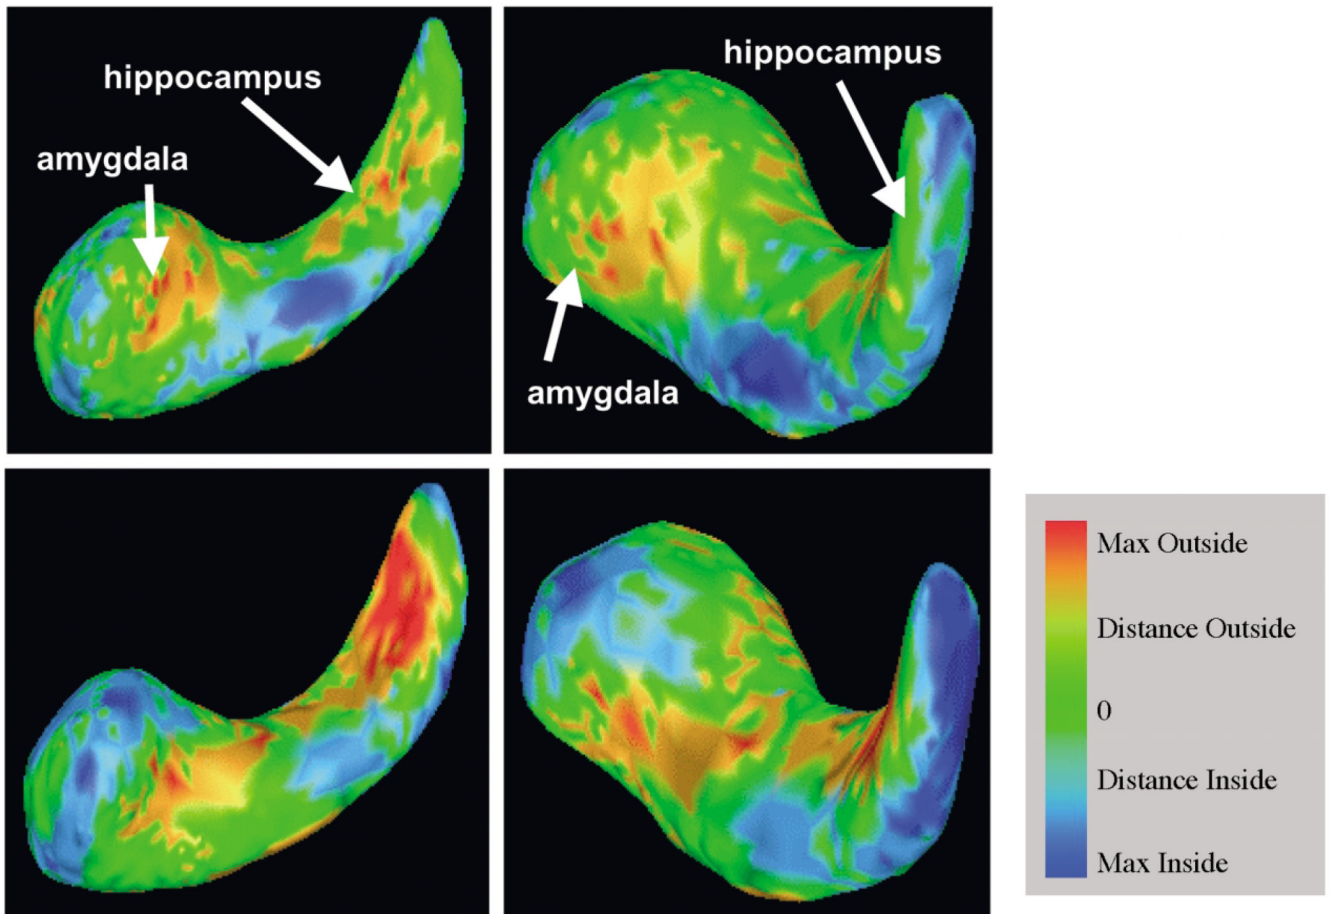 hippocampus
amygdala
hippocampus
amygdala
Max Outside
Distance Outside
0
Distance Inside
Max Inside